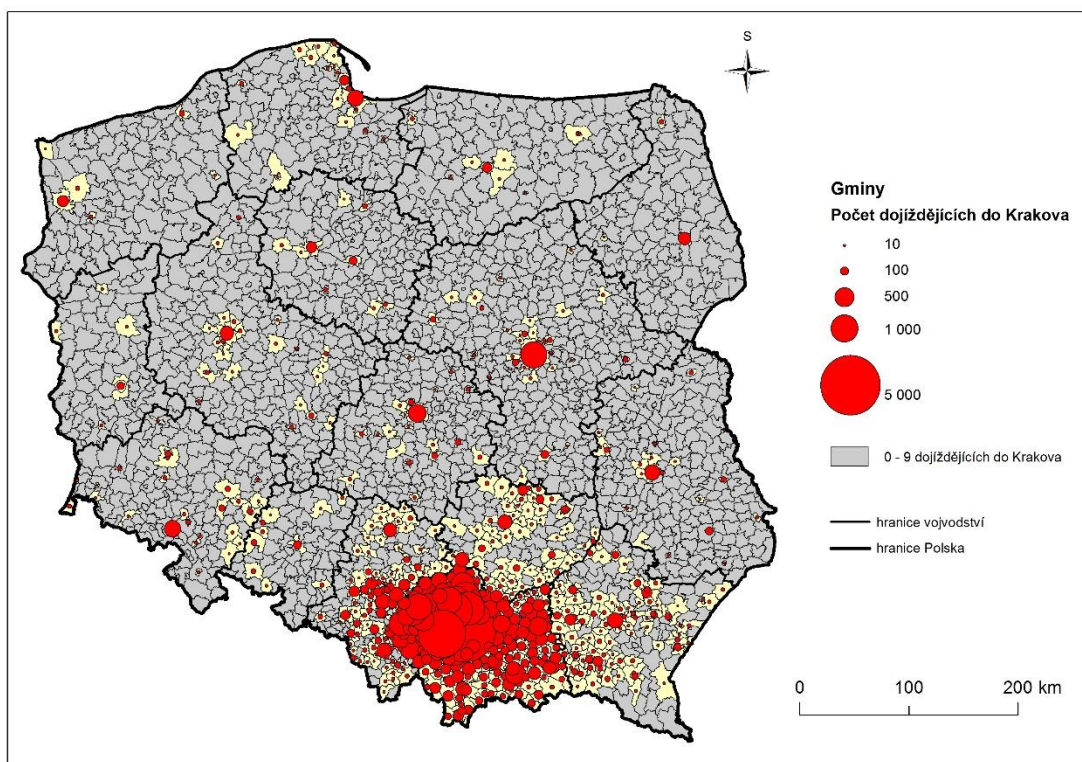 S
Gminy
Počet dojíždějících do Krakova
10
100
500
1 000
5 000
0 - 9 dojíždějících do Krakova
hranice vojvodství
hranice Polska
0 100 200 km